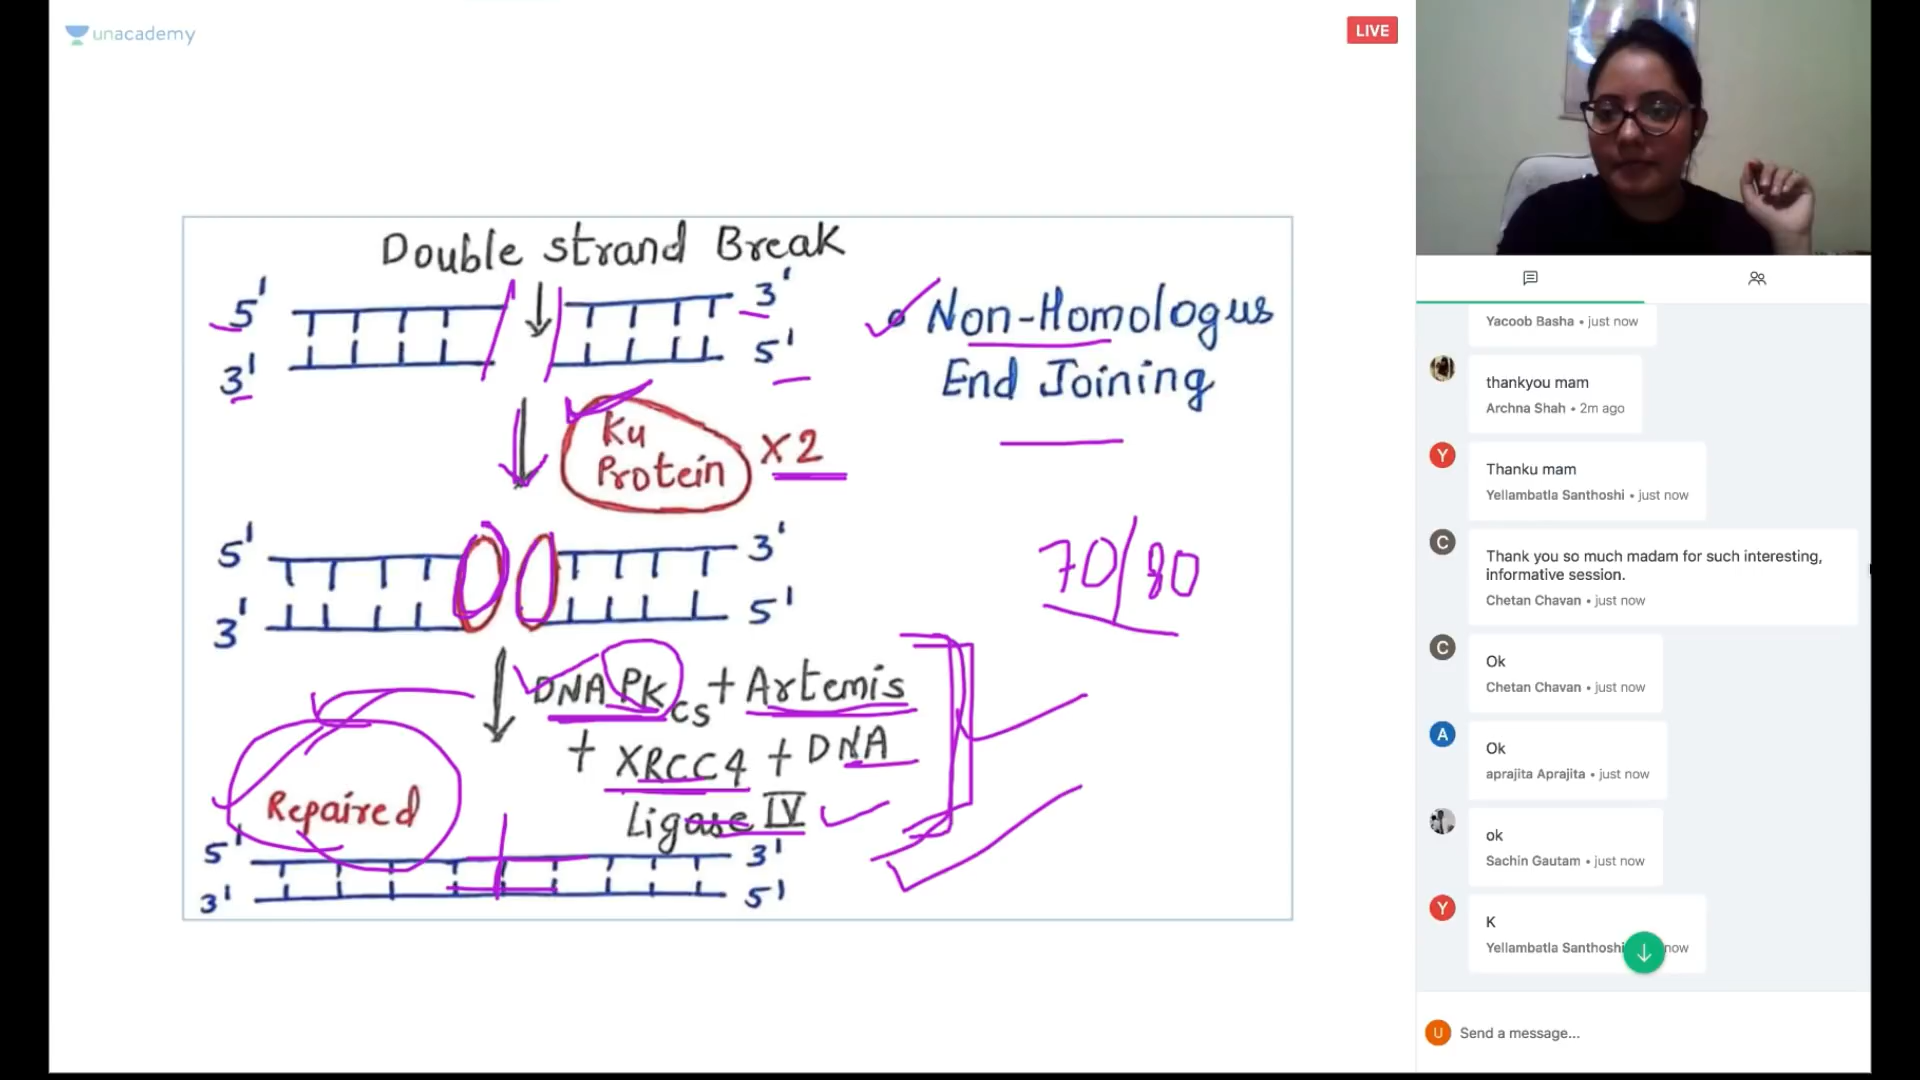 unacademy
LIVE
Double strand Break
5' 3'
3' 5'
Non-Homologus
End Joining
Ku
Protein X2
5' 3'
3' 5'
70/80
DNA PKcs + Artemis
+ XRCC4 + DNA
Ligase IV
Repaired
5' 3'
3' 5'
Yacoob Basha • just now
thankyou mam
Archna Shah • 2m ago
Y
Thanku mam
Yellambatla Santhoshi • just now
C
Thank you so much madam for such interesting,
informative session.
Chetan Chavan • just now
C
Ok
Chetan Chavan • just now
A
Ok
aprajita Aprajita • just now
ok
Sachin Gautam • just now
Y
K
Yellambatla Santhoshi now
U
Send a message...